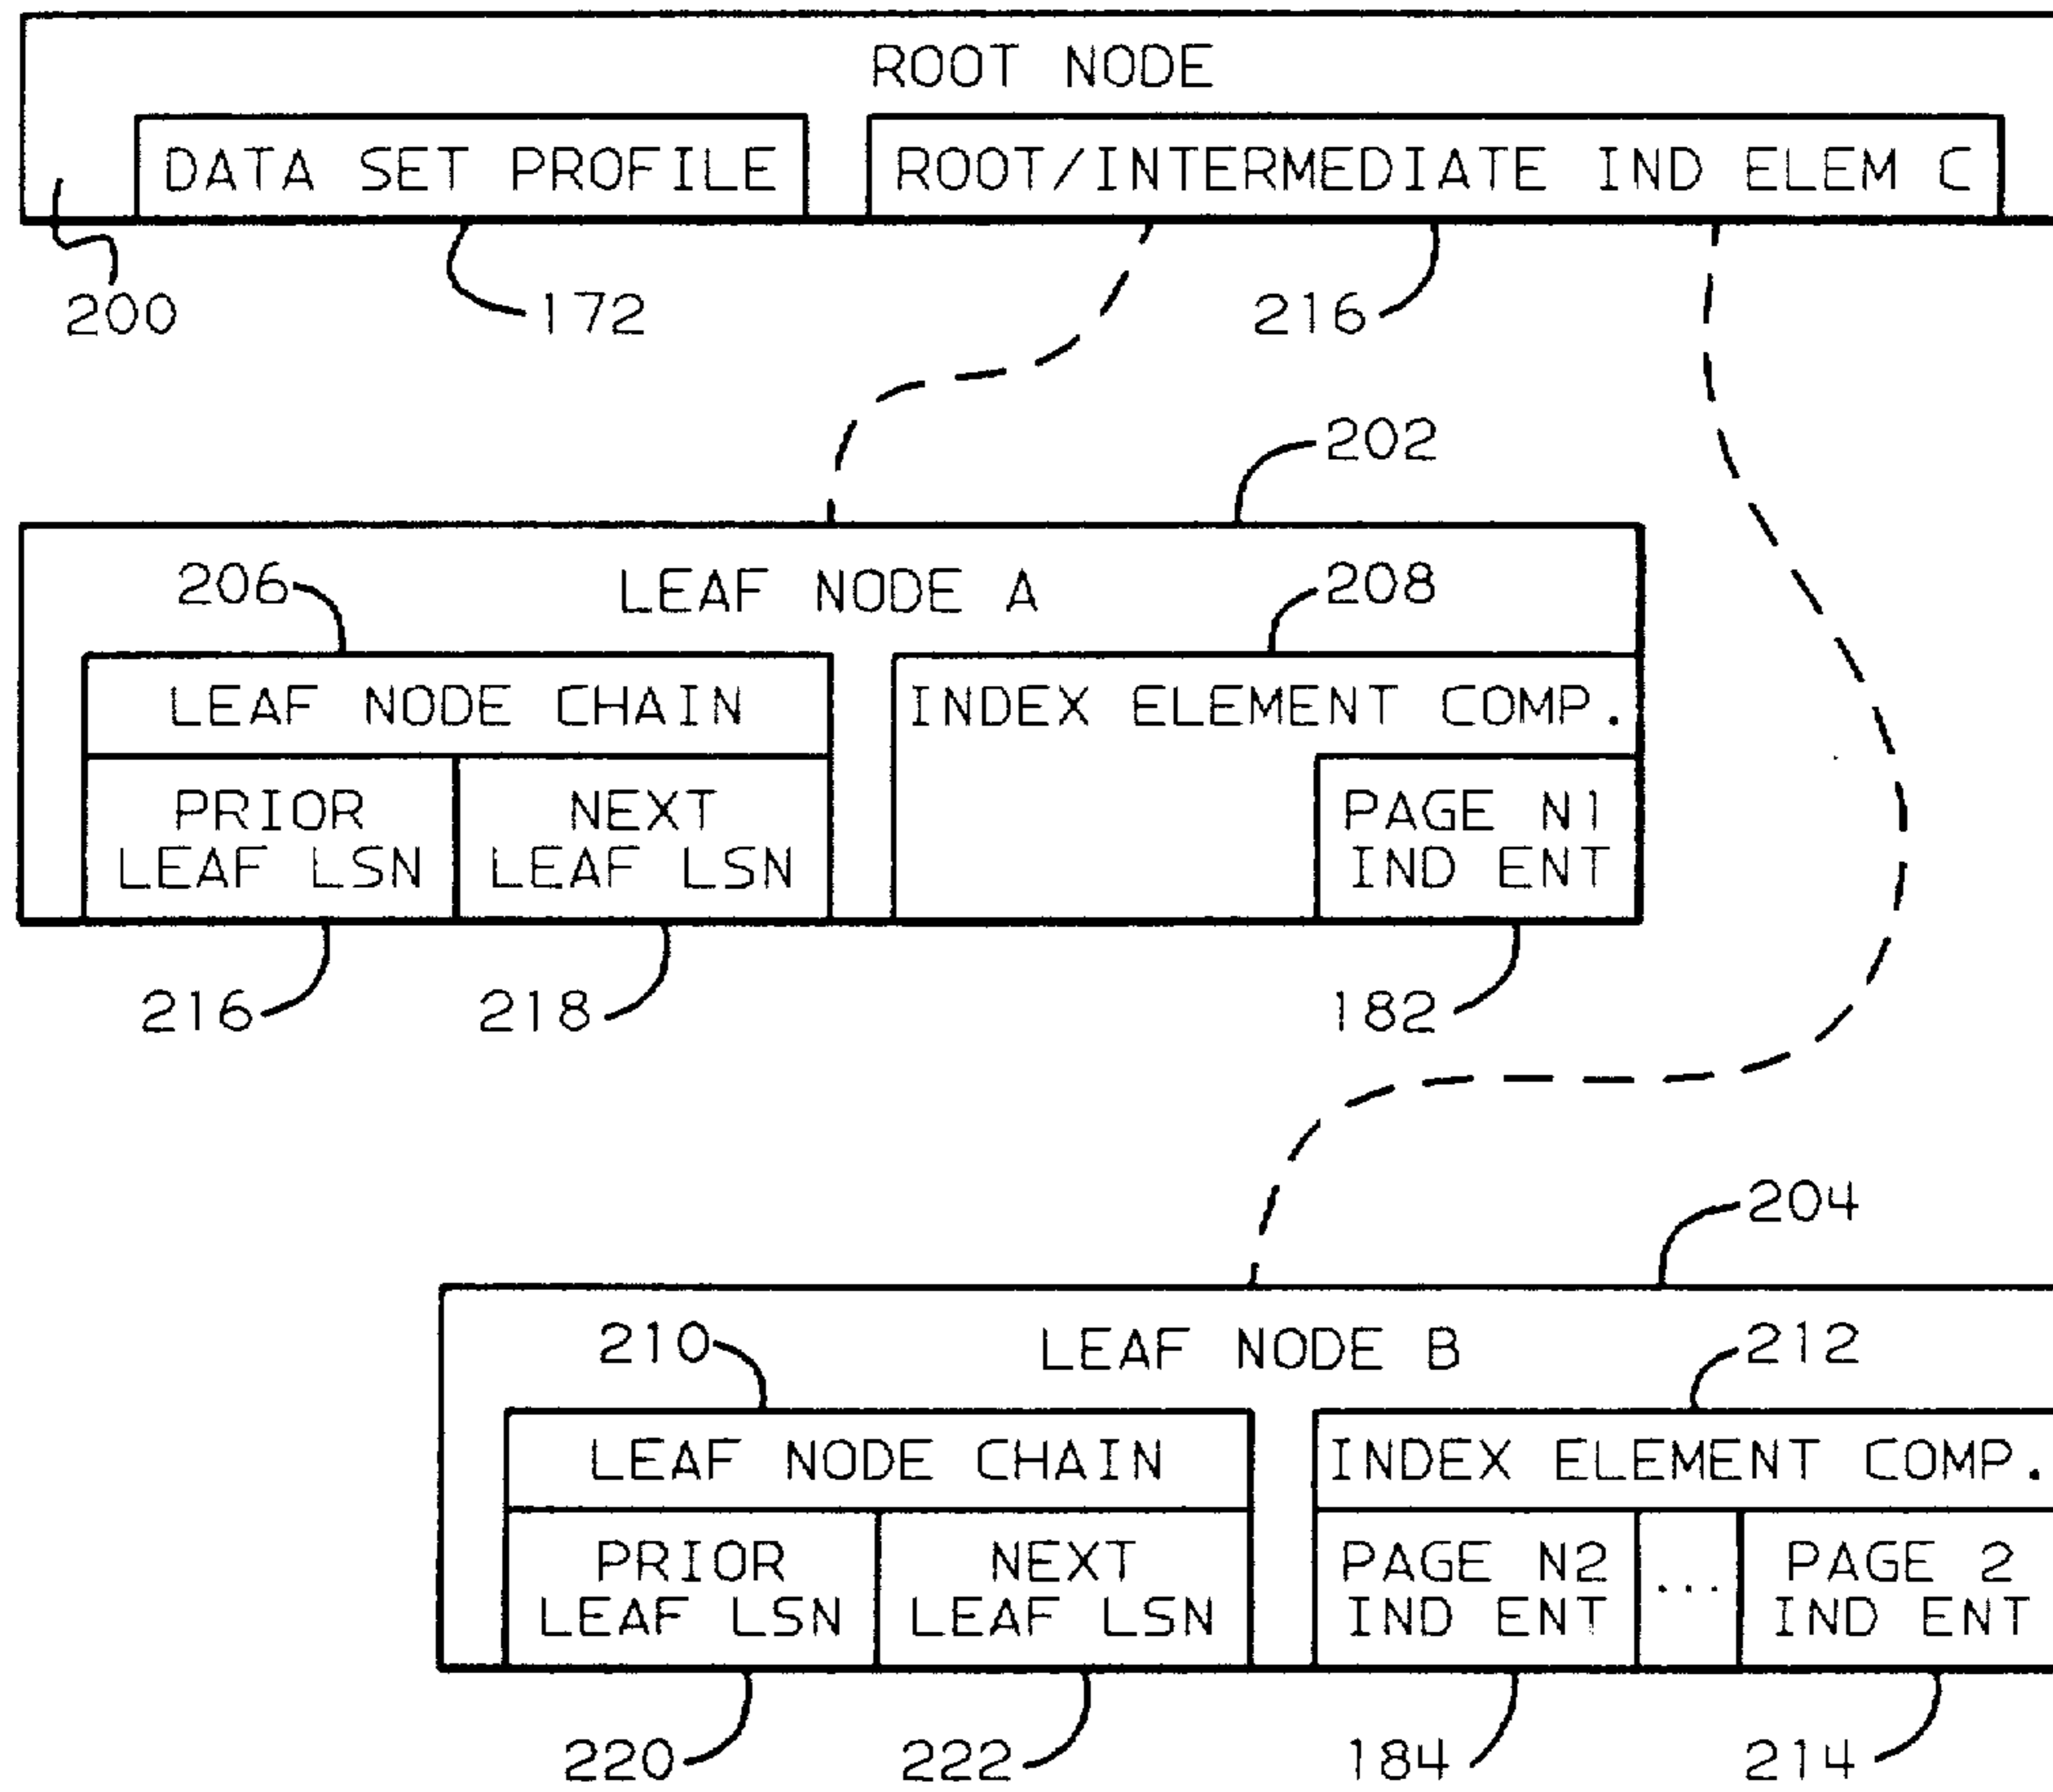 ROOT NODE
DATA SET PROFILE
ROOT/INTERMEDIATE IND ELEM C
200
172
216
202
206
LEAF NODE A
208
LEAF NODE CHAIN
INDEX ELEMENT COMP.
PRIOR
LEAF LSN
NEXT
LEAF LSN
PAGE N1
IND ENT
216
218
182
204
210
LEAF NODE B
212
LEAF NODE CHAIN
INDEX ELEMENT COMP.
PRIOR
LEAF LSN
NEXT
LEAF LSN
PAGE N2
IND ENT
...
PAGE 2
IND ENT
220
222
184
214